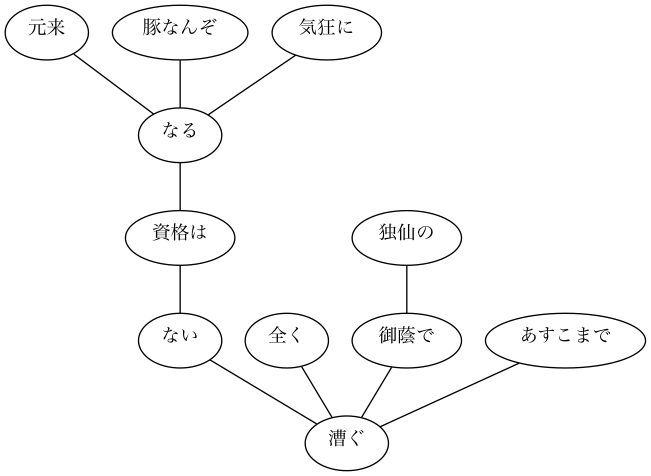 元来
豚なんぞ
気狂に
なる
資格は
独仙の
ない
全く
御蔭で
あすこまで
漕ぐ